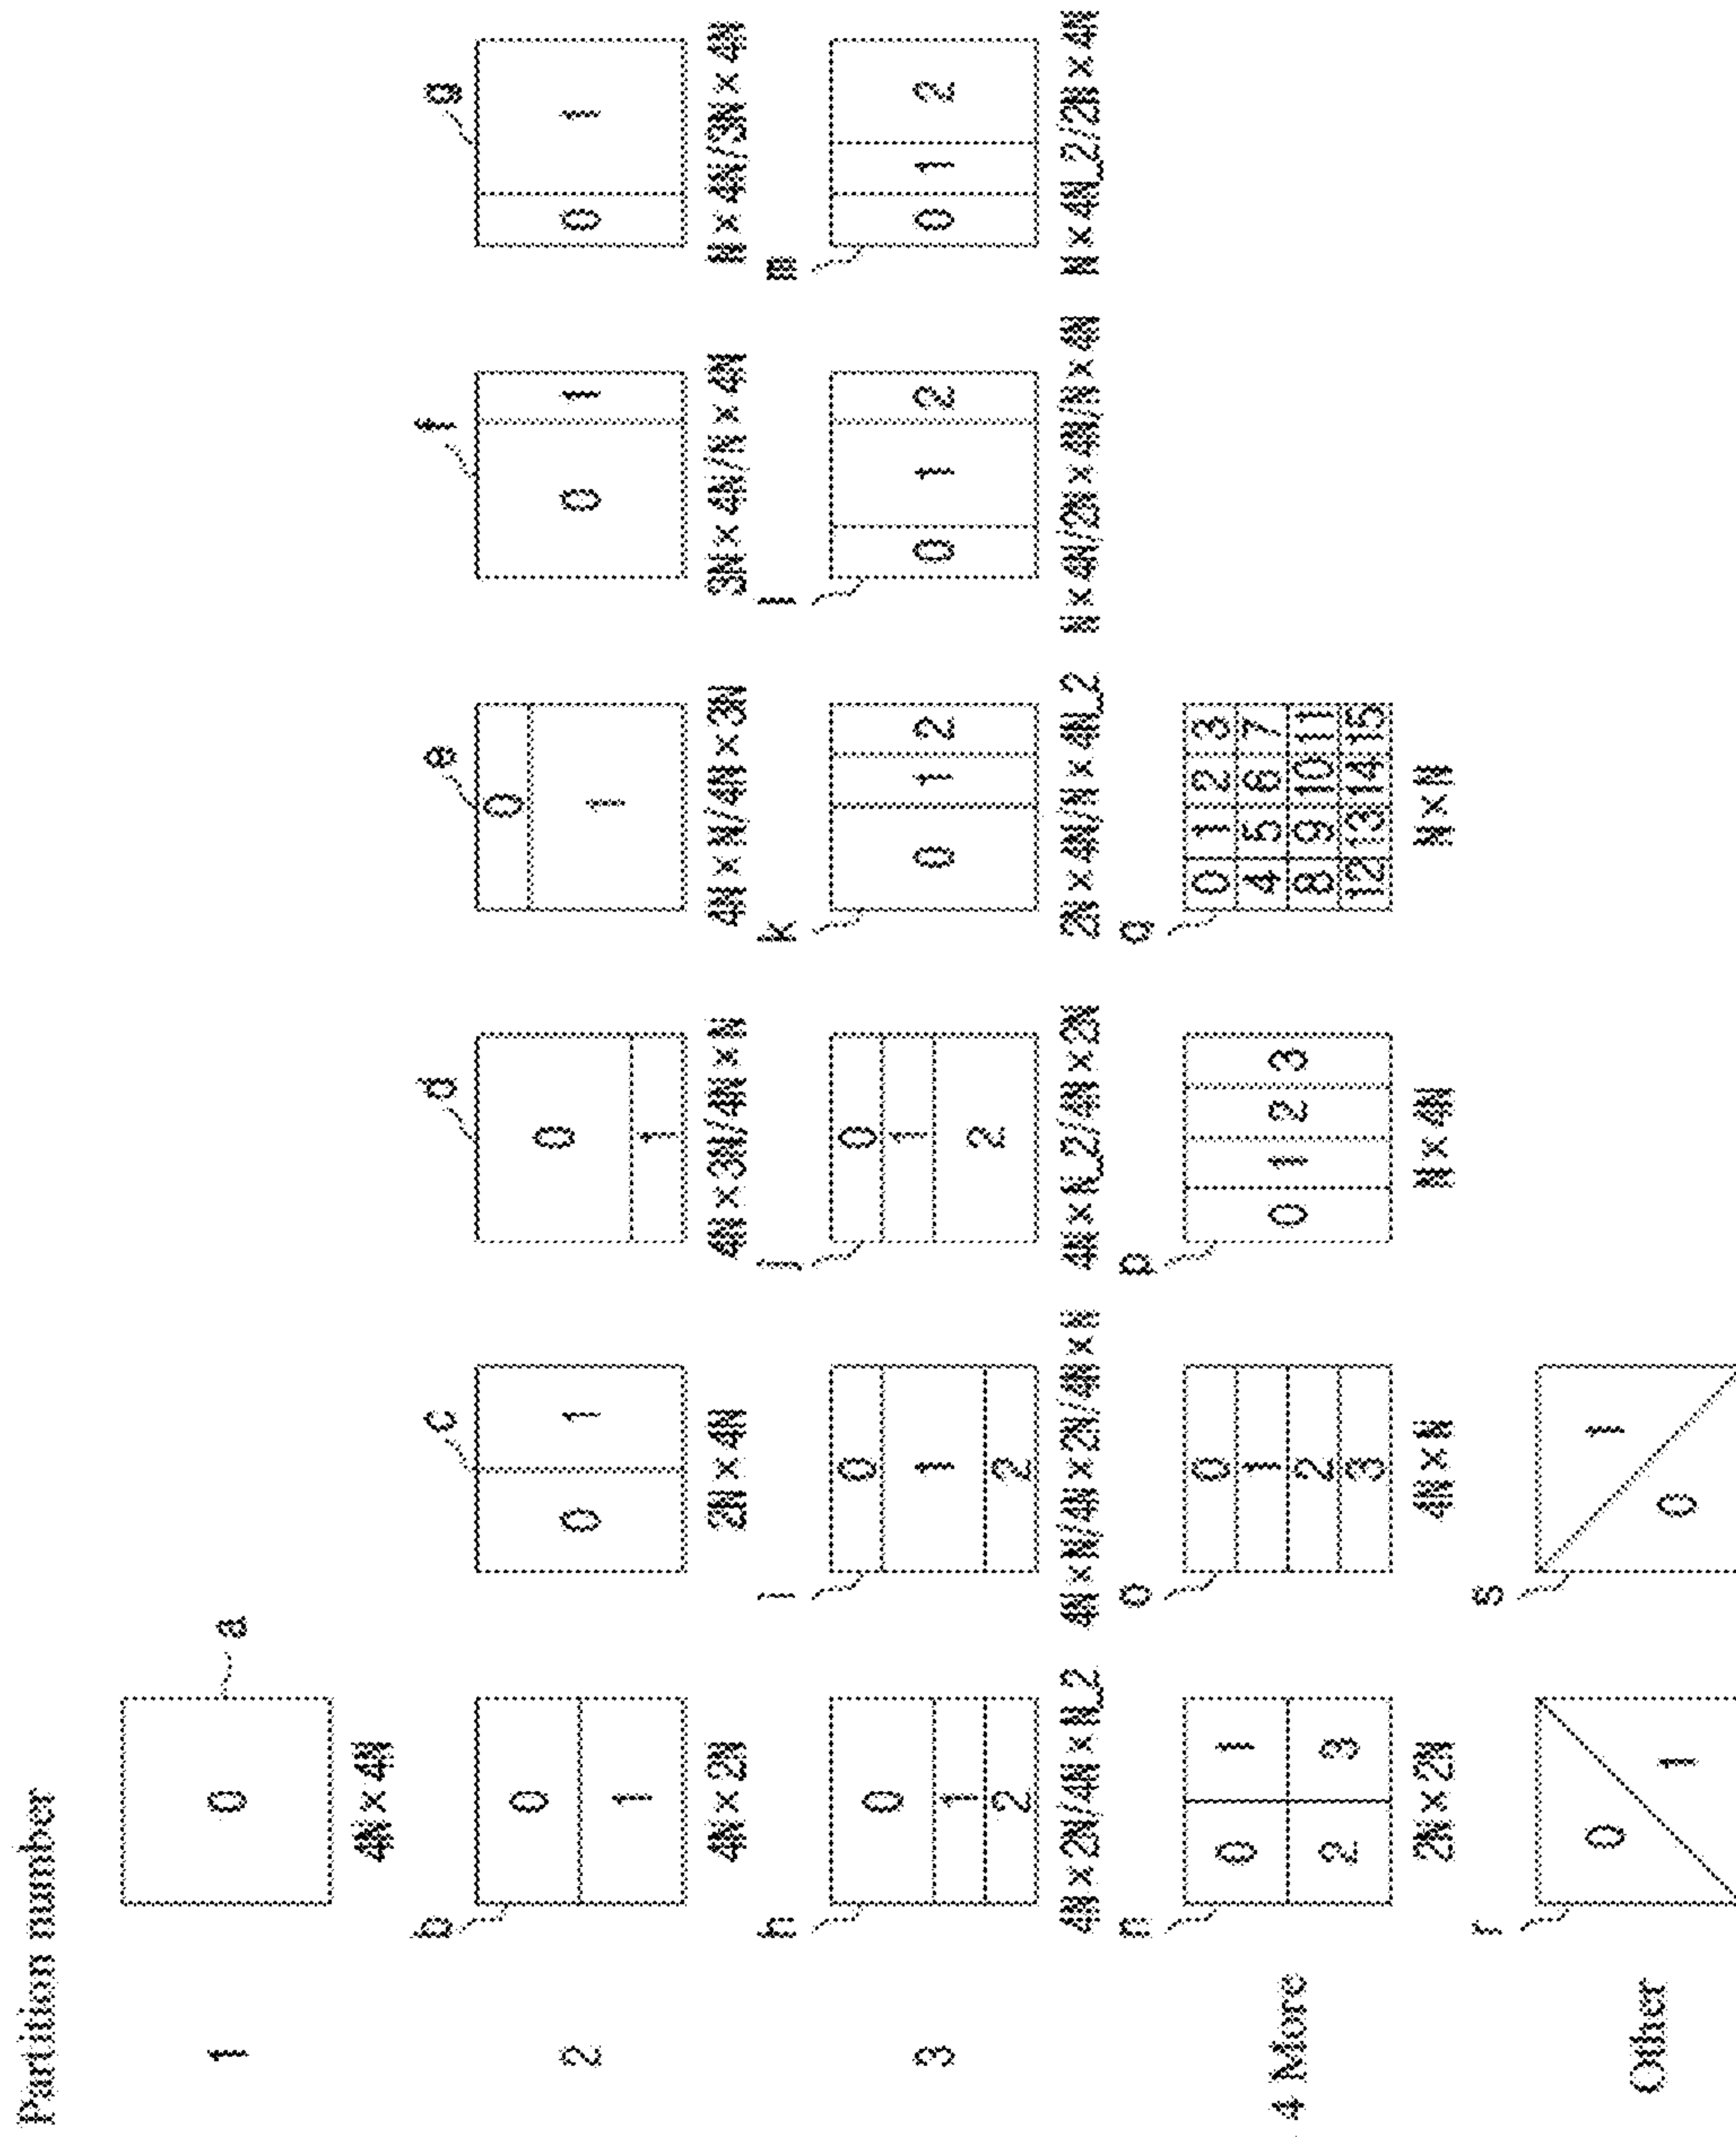 Partition number
1
a
0
4N×4N
2
b
0
1
4N×2N
c
0 1
2N×4N
d
0
1
4N×3N/4N×N
e
0
1
4N×N/4N×3N
f
0 1
3N×4N/N×4N
g
0 1
N×4N/3N×4N
3
h
0
1
2
4N×2N/4N×N_2
i
0
1
2
4N×N/4N×2N/4N×N
j
0
1
2
4N×N_2/4N×2N
k
0 1 2
2N×4N/N×4N_2
l
0 1 2
N×4N/2N×4N/N×4N
m
0 1 2
N×4N_2/2N×4N
4 More
n
0 1
2 3
2N×2N
o
0
1
2
3
4N×N
p
0 1 2 3
N×4N
q
0 1 2 3
4 5 6 7
8 9 10 11
12 13 14 15
N×N
Other
r
0
1
s
1
0